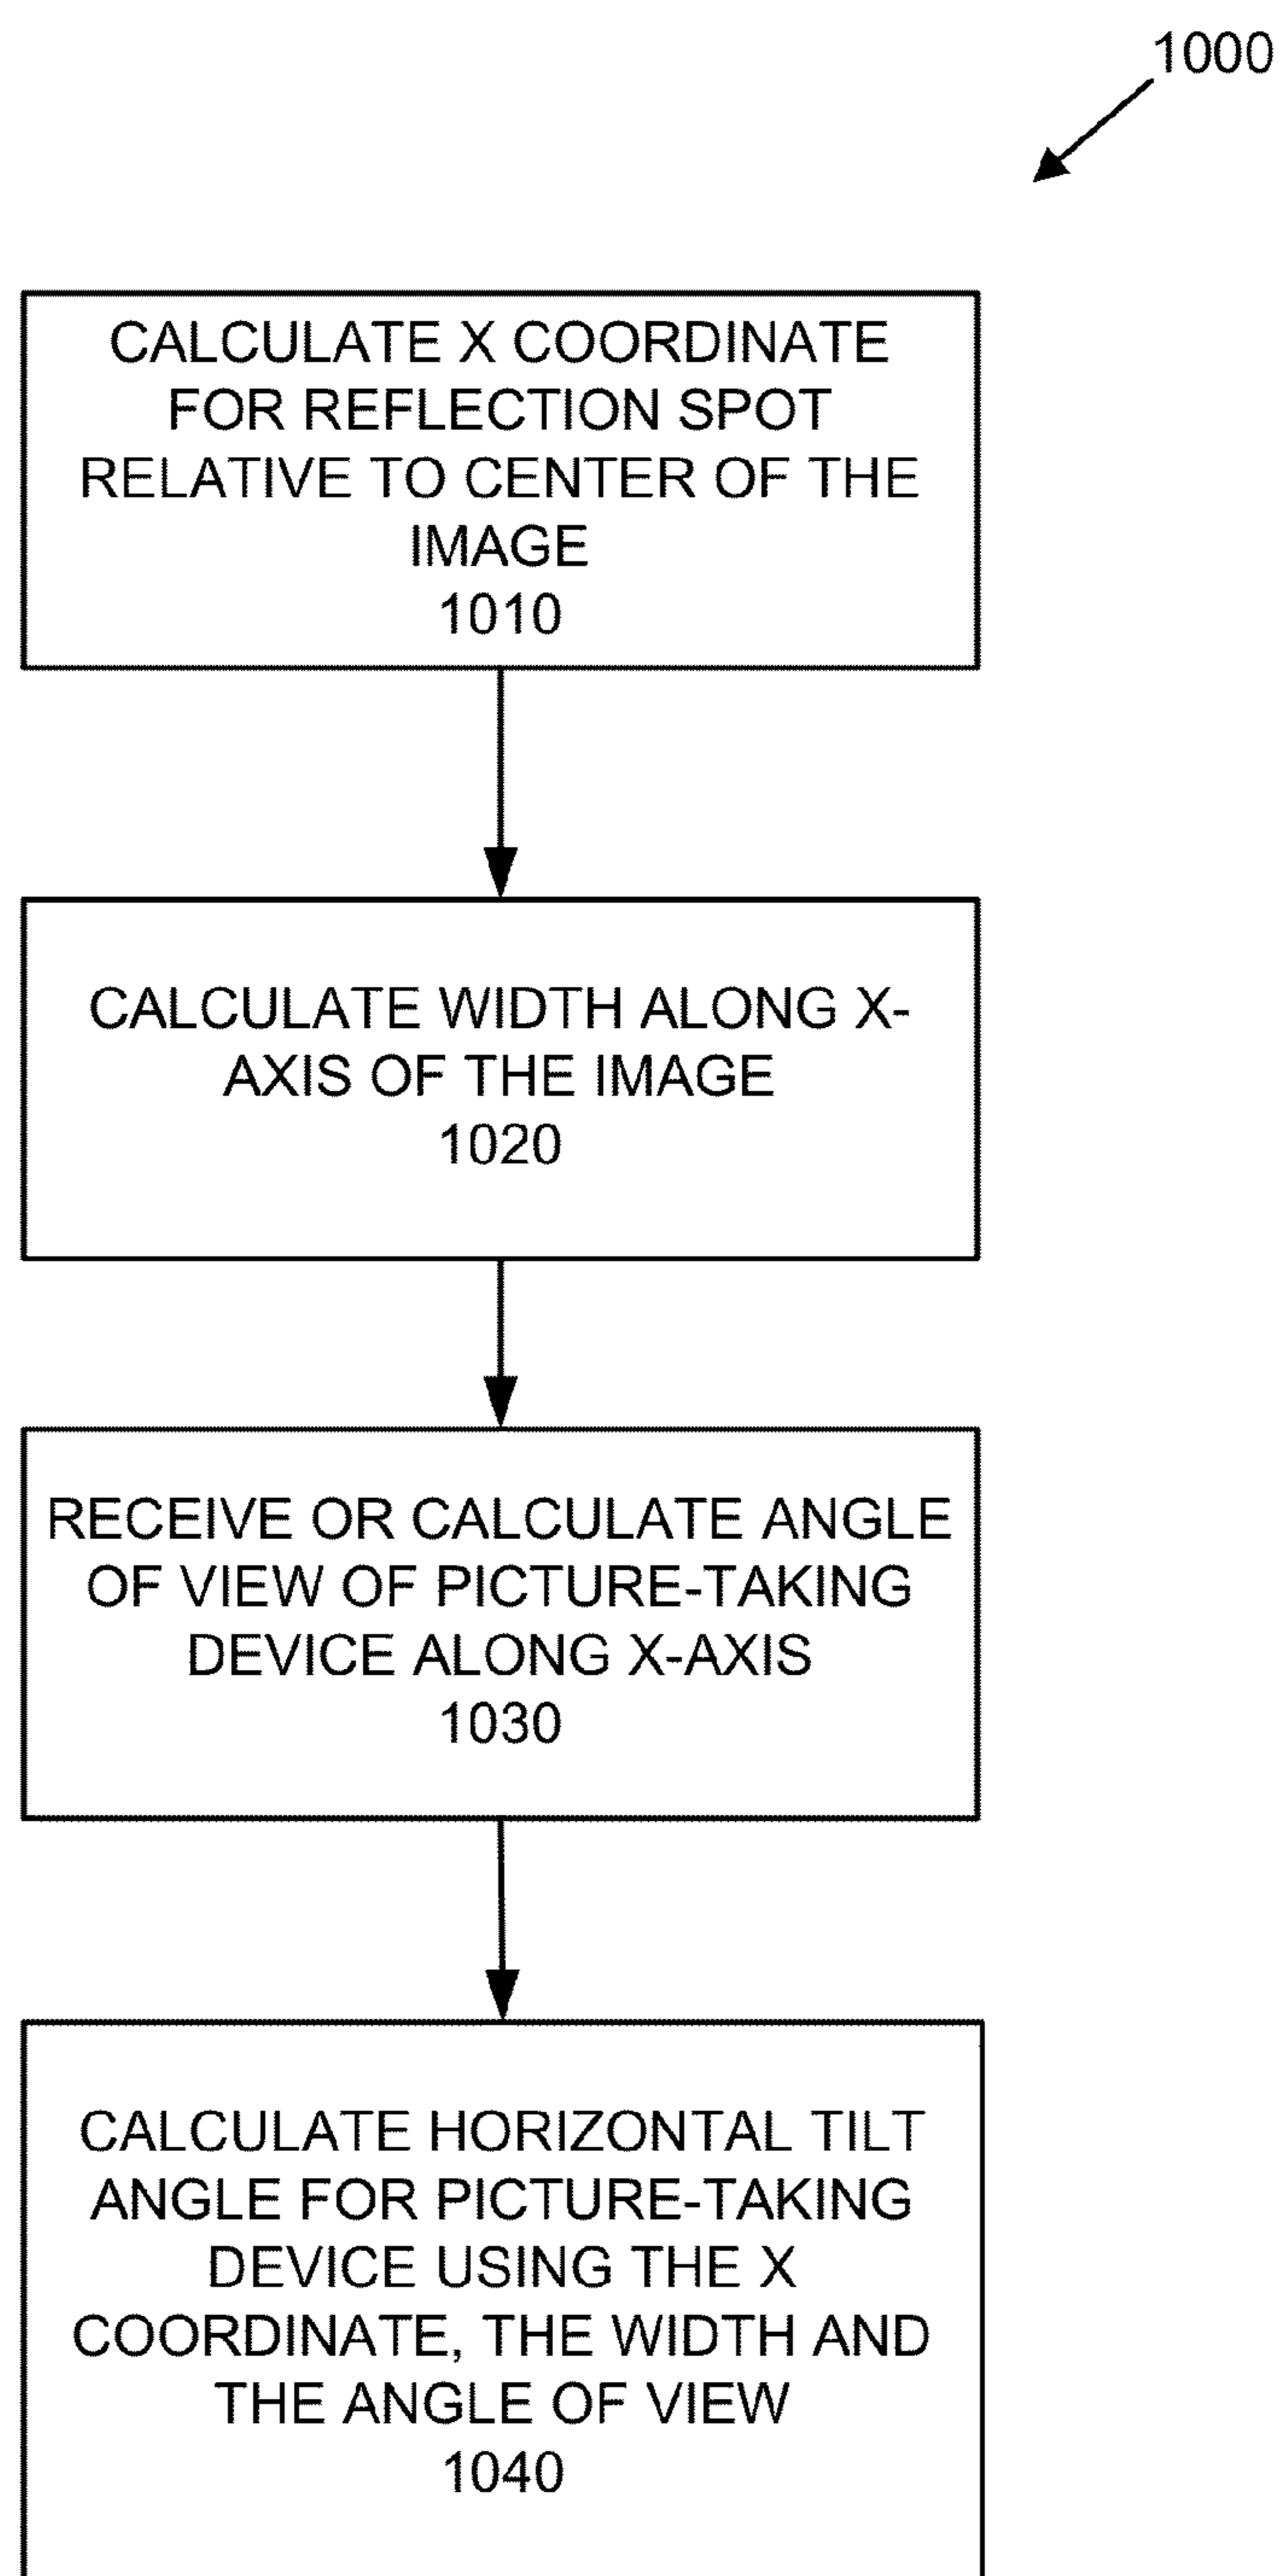 1000
CALCULATE X COORDINATE
FOR REFLECTION SPOT
RELATIVE TO CENTER OF THE
IMAGE
1010
CALCULATE WIDTH ALONG X-
AXIS OF THE IMAGE
1020
RECEIVE OR CALCULATE ANGLE
OF VIEW OF PICTURE-TAKING
DEVICE ALONG X-AXIS
1030
CALCULATE HORIZONTAL TILT
ANGLE FOR PICTURE-TAKING
DEVICE USING THE X
COORDINATE, THE WIDTH AND
THE ANGLE OF VIEW
1040